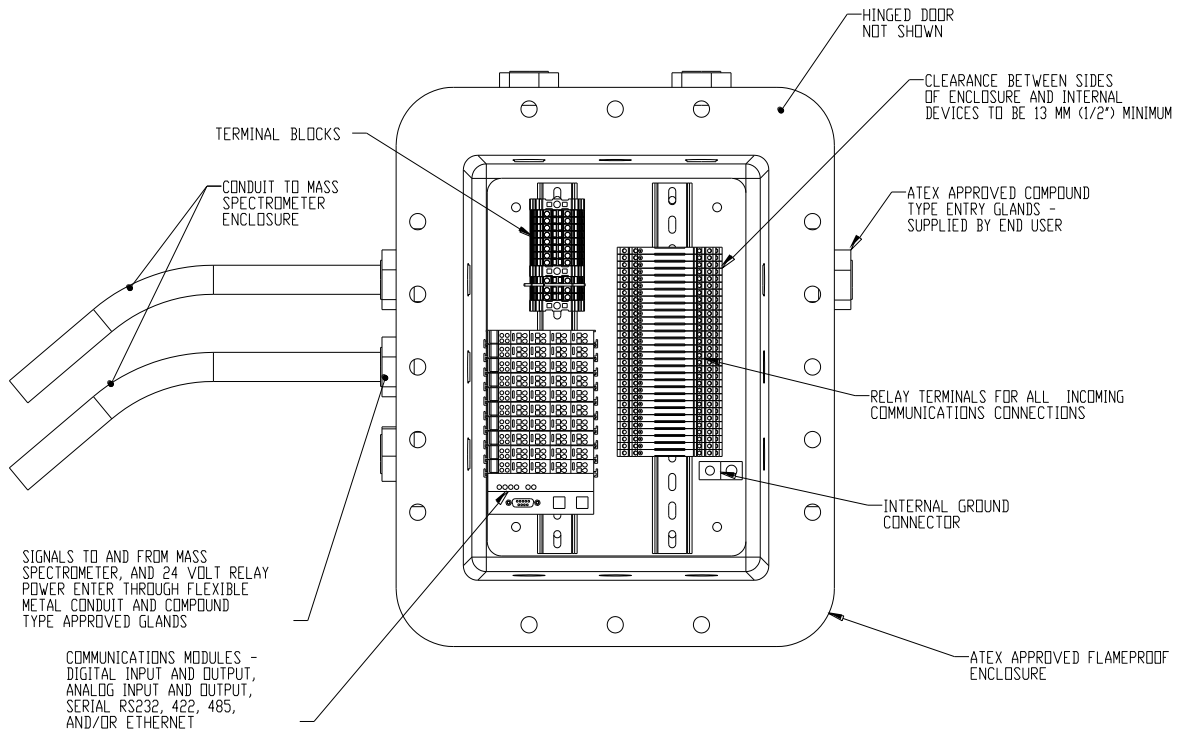 HINGED DOOR
NOT SHOWN
CLEARANCE BETWEEN SIDES
OF ENCLOSURE AND INTERNAL
DEVICES TO BE 13 MM (1/2") MINIMUM
TERMINAL BLOCKS
CONDUIT TO MASS
SPECTROMETER
ENCLOSURE
ATEX APPROVED COMPOUND
TYPE ENTRY GLANDS -
SUPPLIED BY END USER
RELAY TERMINALS FOR ALL INCOMING
COMMUNICATIONS CONNECTIONS
INTERNAL GROUND
CONNECTOR
SIGNALS TO AND FROM MASS
SPECTROMETER, AND 24 VOLT RELAY
POWER ENTER THROUGH FLEXIBLE
METAL CONDUIT AND COMPOUND
TYPE APPROVED GLANDS
COMMUNICATIONS MODULES -
DIGITAL INPUT AND OUTPUT,
ANALOG INPUT AND OUTPUT,
SERIAL RS232, 422, 485,
AND/OR ETHERNET
ATEX APPROVED FLAMEPROOF
ENCLOSURE